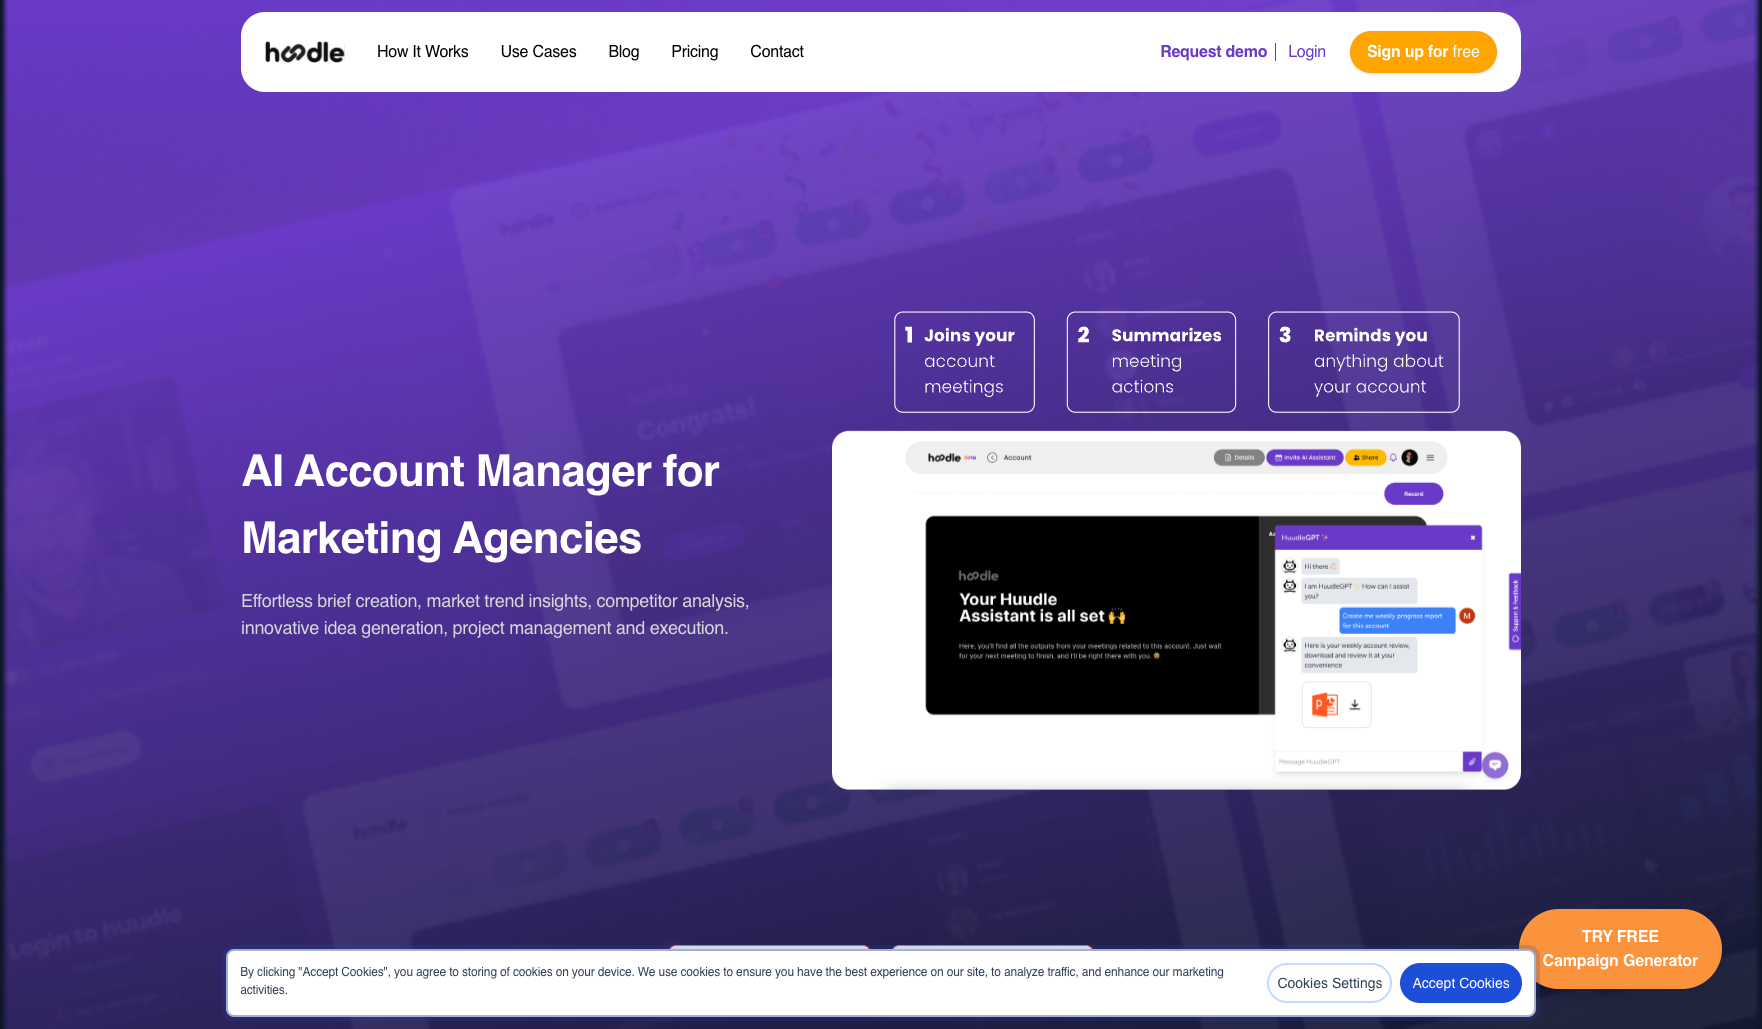 huudle
How It Works
Use Cases
Blog
Pricing
Contact
Request demo
Login
Sign up for free
1 Joins your
account
meetings
2 Summarizes
meeting
actions
3 Reminds you
anything about
your account
AI Account Manager for
Marketing Agencies
Effortless brief creation, market trend insights, competitor analysis,
innovative idea generation, project management and execution.
huudle
Account
Details
Invite AI Assistant
Share
Record
huudle
Your Huudle
Assistant is all set 🙌
Here, you'll find all the outputs from your meetings related to this account. Just wait
for your next meeting to finish, and I'll be right there with you.
HuudleGPT
Hi there
I am HuudleGPT How can I assist
you?
Create me weekly progress report
for this account
M
Here is your weekly account review,
download and review it at your
convenience
P
Message HuudleGPT
Support & Feedback
Congrats!
Login to huudle
TRY FREE
Campaign Generator
By clicking "Accept Cookies", you agree to storing of cookies on your device. We use cookies to ensure you have the best experience on our site, to analyze traffic, and enhance our marketing
activities.
Cookies Settings
Accept Cookies